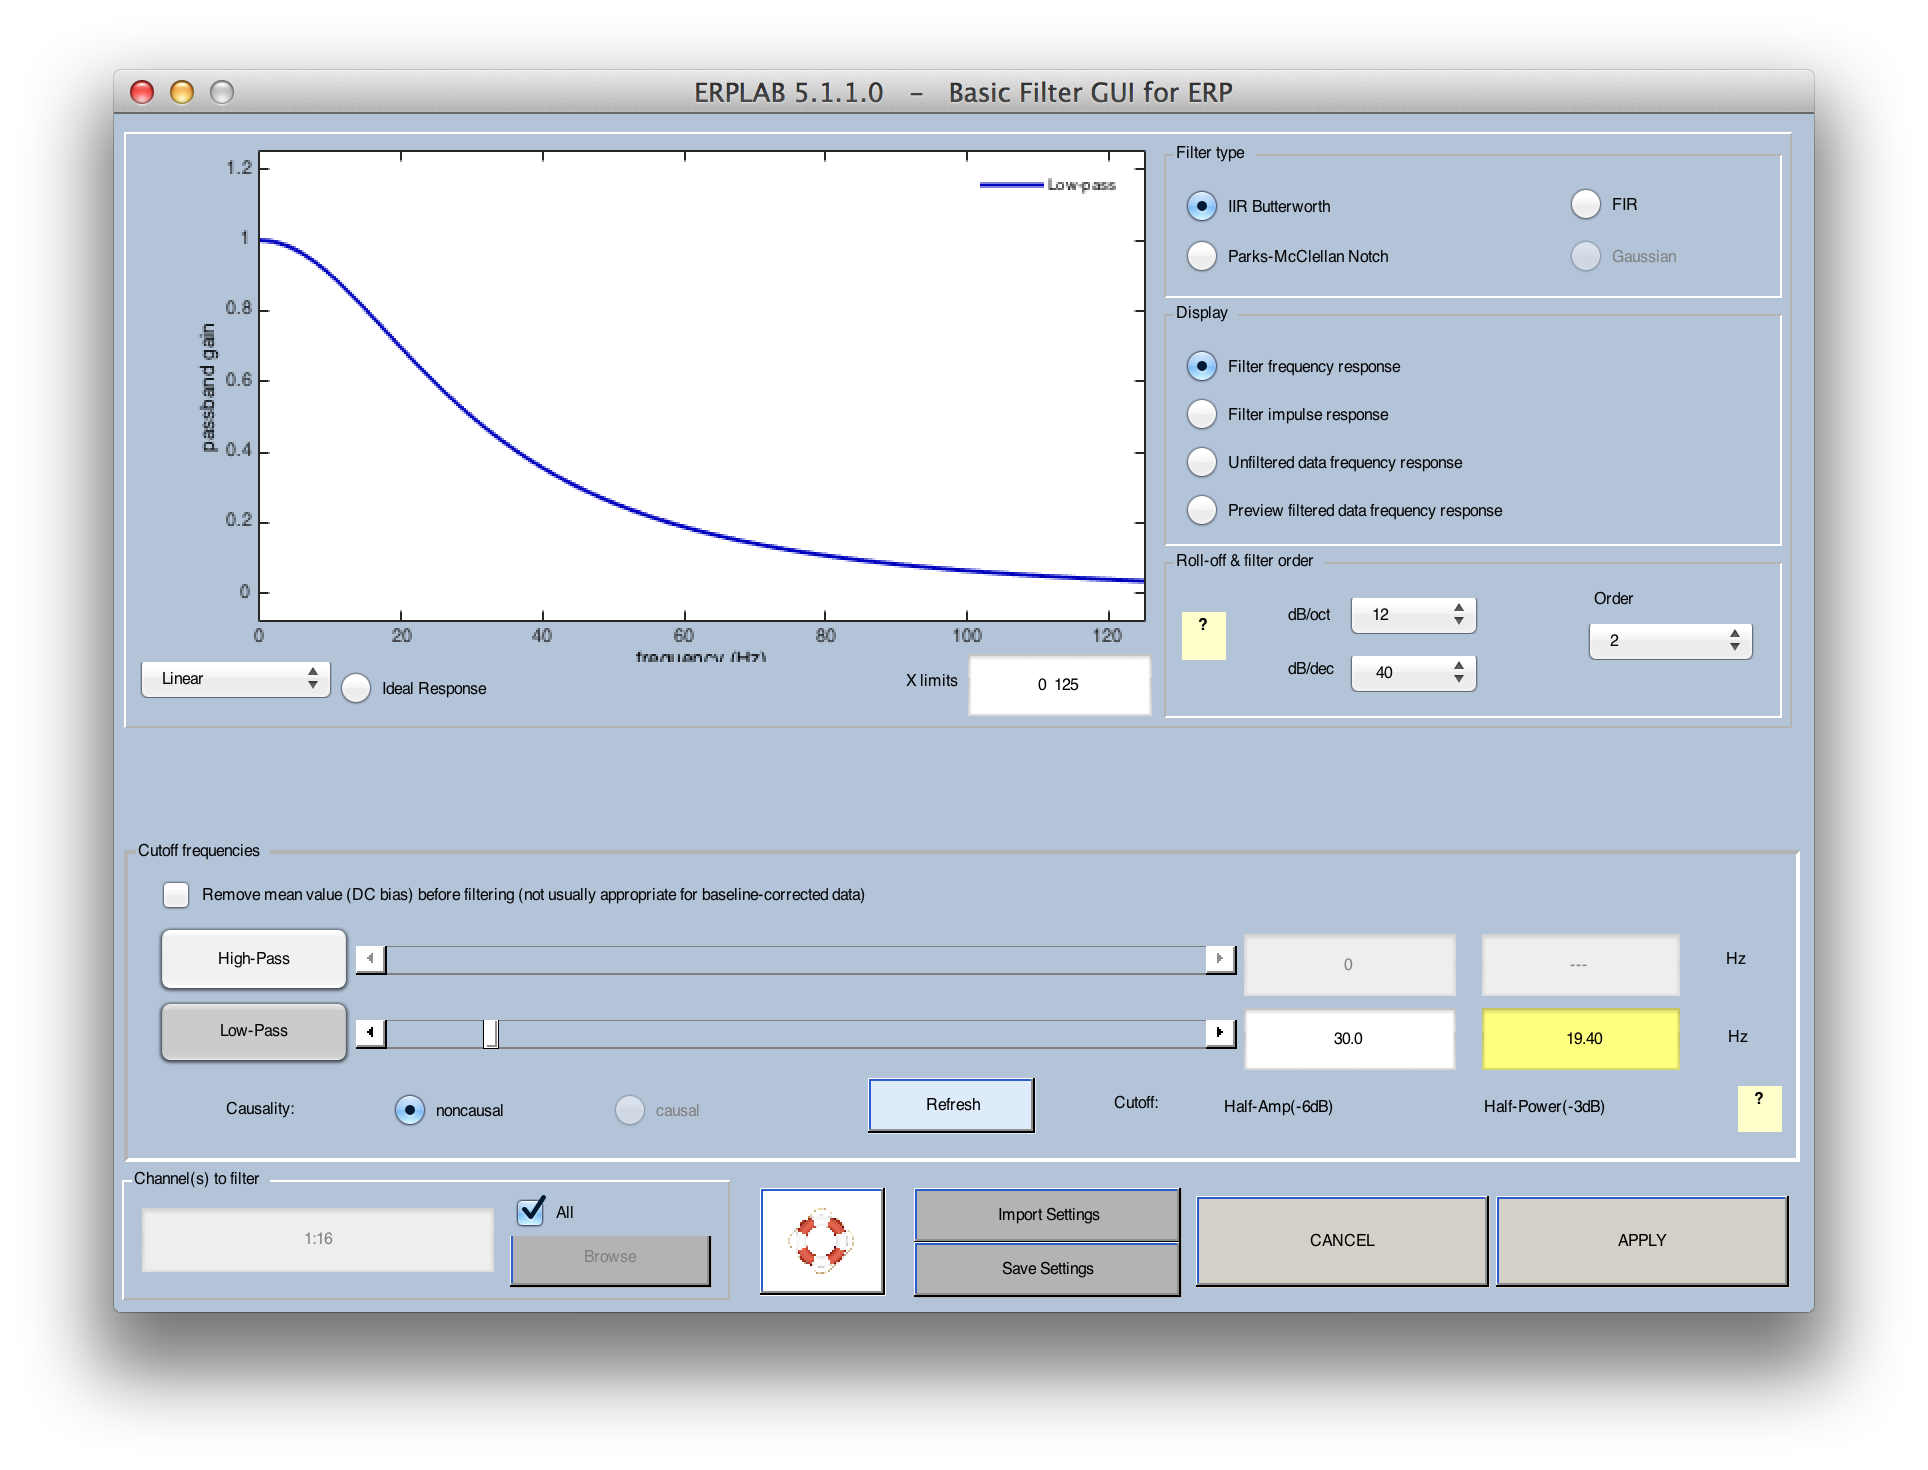 ERPLAB 5.1.1.0 - Basic Filter GUI for ERP
1.2
1
0.8
0.6
0.4
0.2
0
passband gain
Low-pass
0 20 40 60 80 100 120
frequency (Hz)
Linear
Ideal Response
X limits
0 125
Filter type
IIR Butterworth
FIR
Parks-McClellan Notch
Gaussian
Display
Filter frequency response
Filter impulse response
Unfiltered data frequency response
Preview filtered data frequency response
Roll-off & filter order
?
dB/oct
12
dB/dec
40
Order
2
Cutoff frequencies
Remove mean value (DC bias) before filtering (not usually appropriate for baseline-corrected data)
High-Pass
0
---
Hz
Low-Pass
30.0
19.40
Hz
Causality:
noncausal
causal
Refresh
Cutoff:
Half-Amp(-6dB)
Half-Power(-3dB)
?
Channel(s) to filter
1:16
All
Browse
Import Settings
Save Settings
CANCEL
APPLY